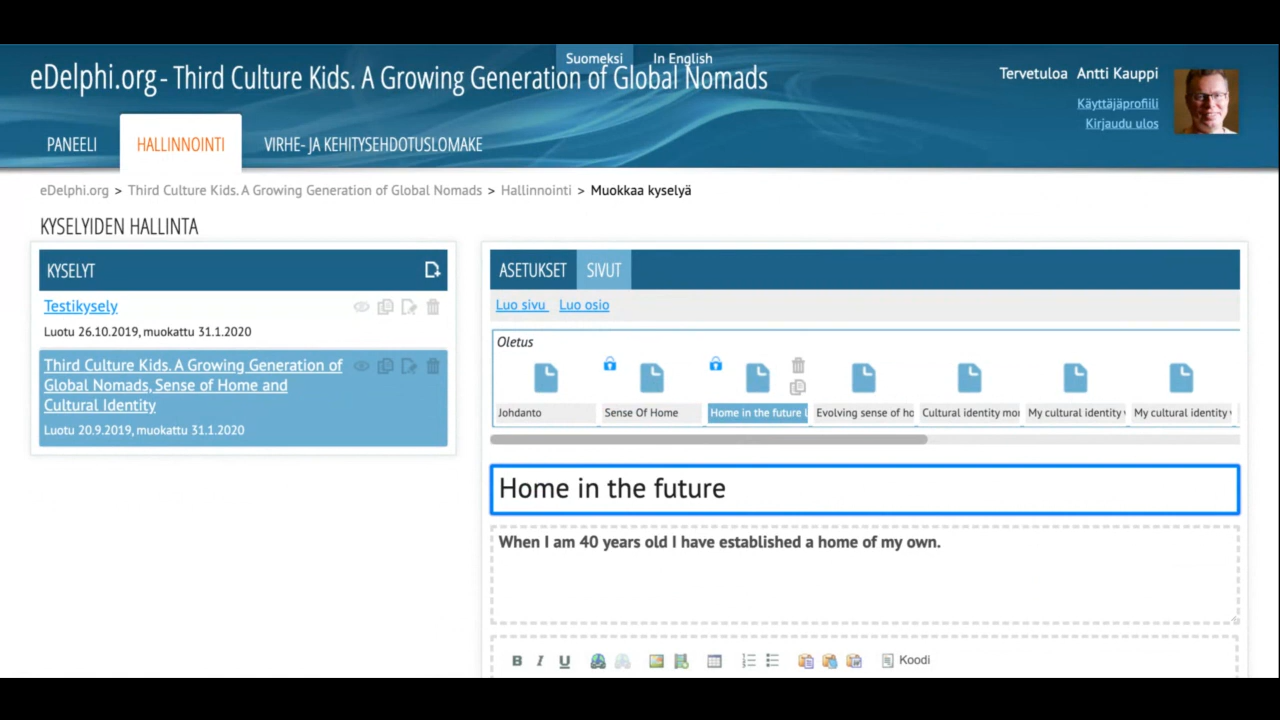 Suomeksi In English
eDelphi.org - Third Culture Kids. A Growing Generation of Global Nomads
Tervetuloa Antti Kauppi
Käyttäjäprofiili
Kirjaudu ulos
PANEELI HALLINNOINTI VIRHE- JA KEHITYSEHDOTUSLOMAKE
eDelphi.org > Third Culture Kids. A Growing Generation of Global Nomads > Hallinnointi > Muokkaa kyselyä
KYSELYIDEN HALLINTA
KYSELYT
Testikysely
Luotu 26.10.2019, muokattu 31.1.2020
Third Culture Kids. A Growing Generation of
Global Nomads, Sense of Home and
Cultural Identity
Luotu 20.9.2019, muokattu 31.1.2020
ASETUKSET SIVUT
Luo sivu Luo osio
Oletus
Johdanto Sense Of Home Home in the future Evolving sense of ho Cultural identity mor My cultural identity My cultural identity
Home in the future
When I am 40 years old I have established a home of my own.
B I U Koodi